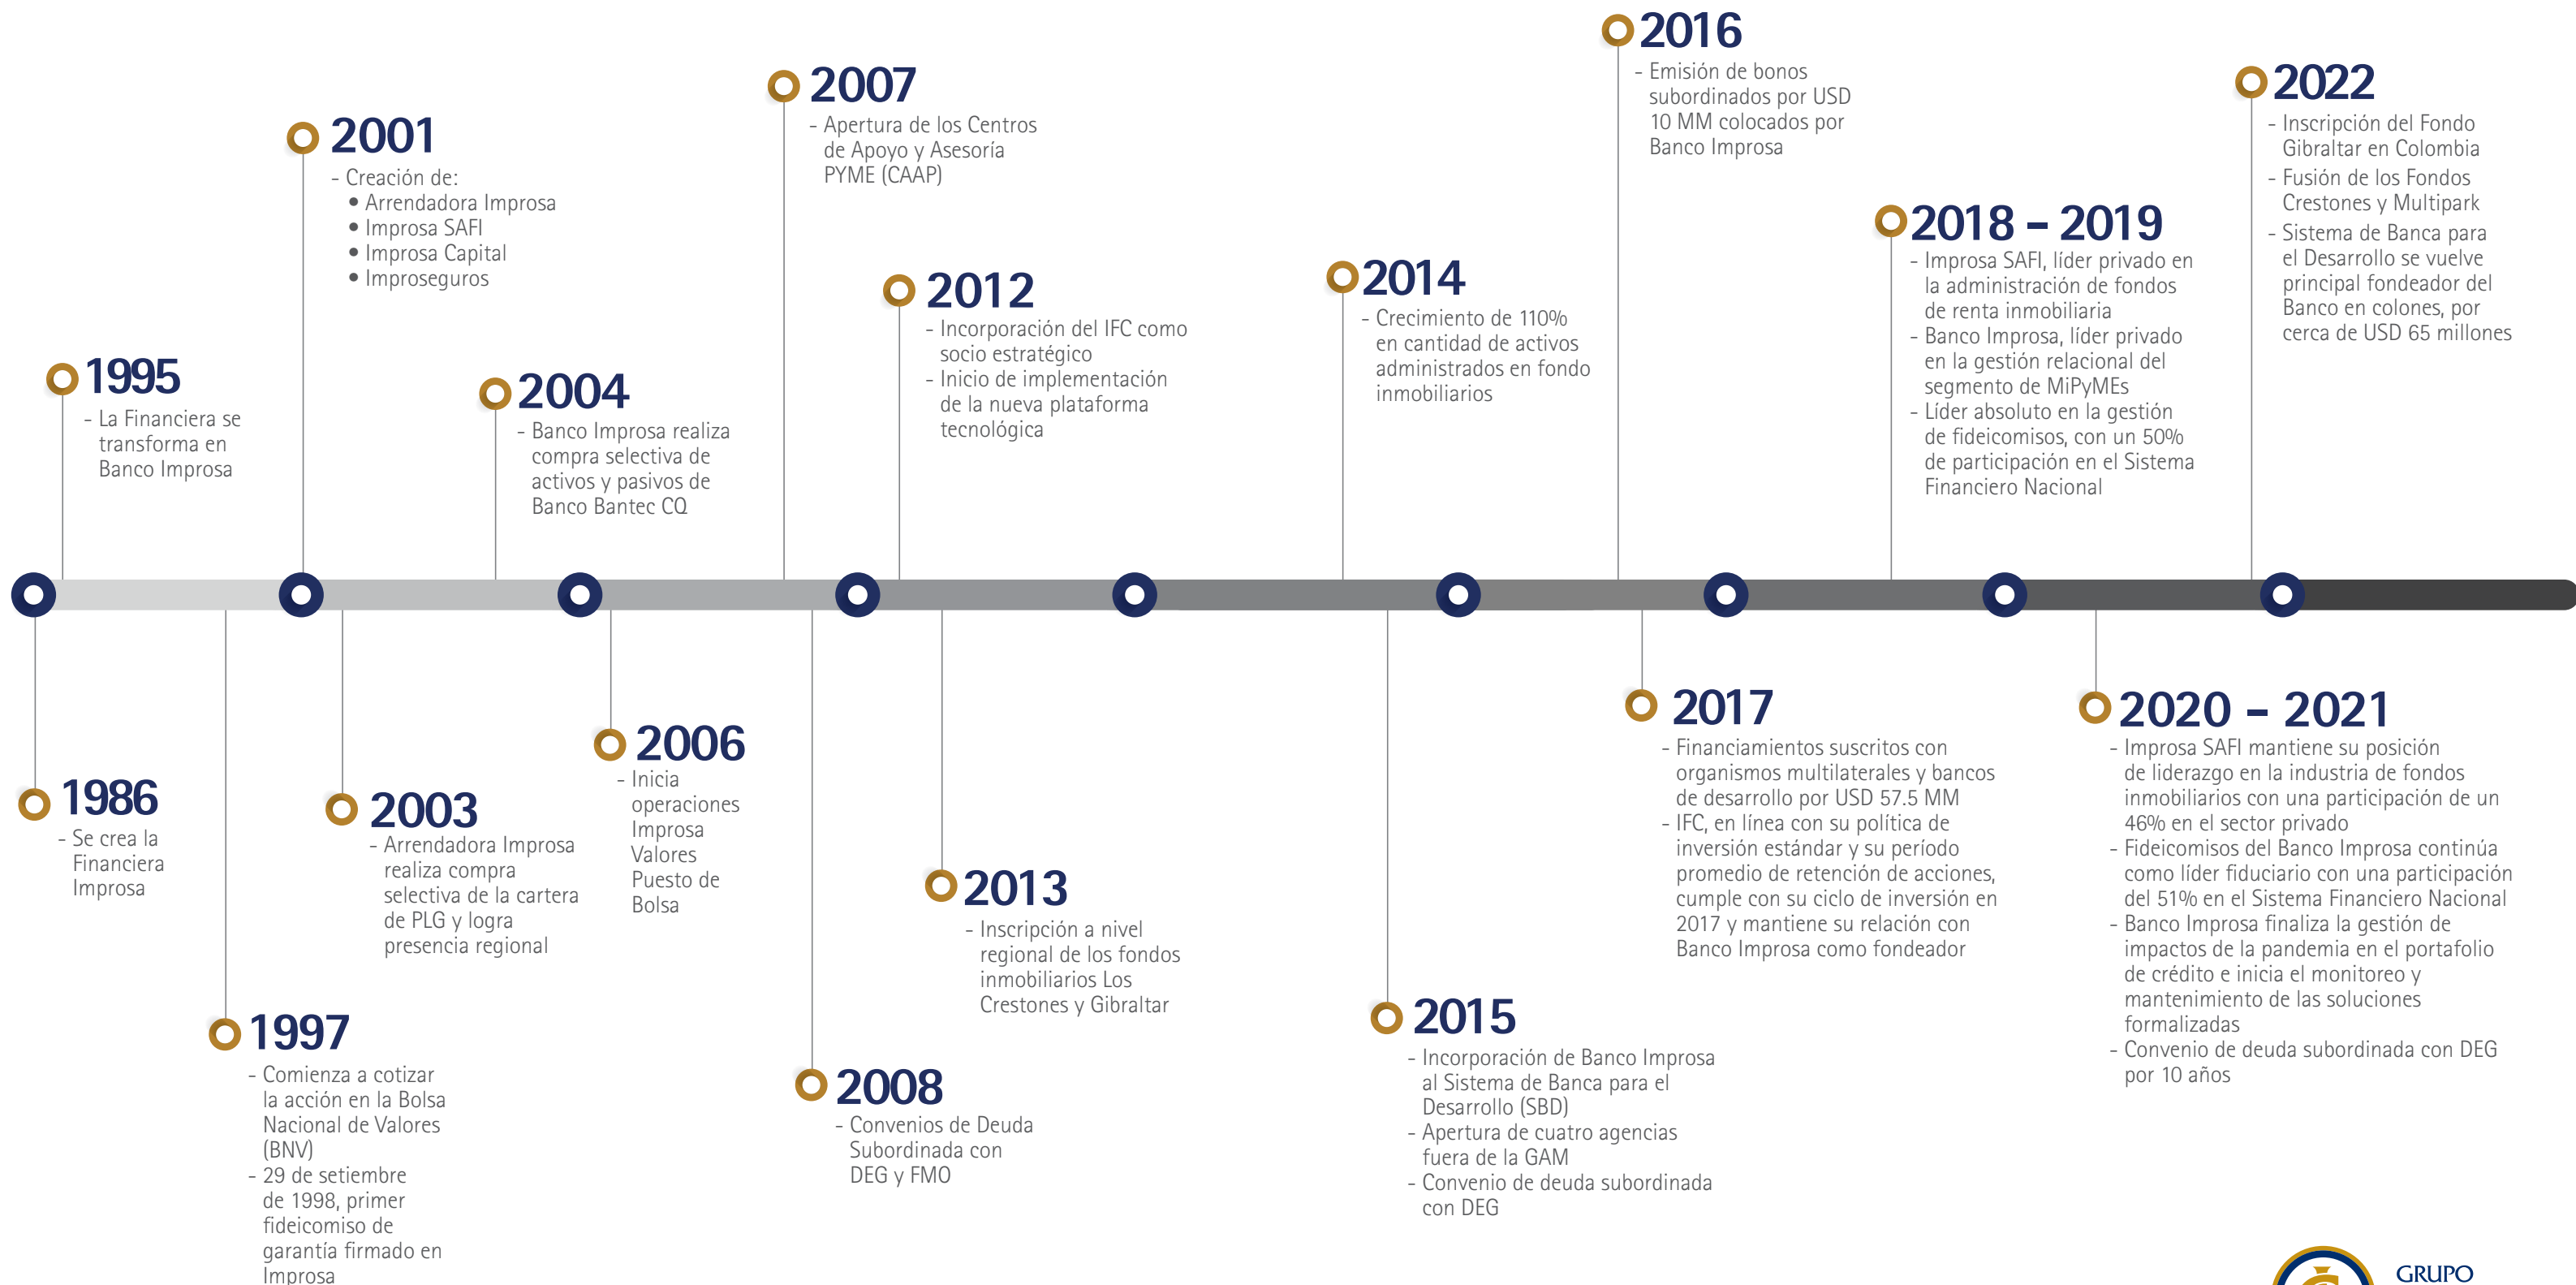 1986
- Se crea la
Financiera
Improsa
1995
- La Financiera se
transforma en
Banco Improsa
1997
- Comienza a cotizar
la acción en la Bolsa
Nacional de Valores
(BNV)
- 29 de setiembre
de 1998, primer
fideicomiso de
garantía firmado en
Improsa
2001
- Creación de:
• Arrendadora Improsa
• Improsa SAFI
• Improsa Capital
• Improseguros
2003
- Arrendadora Improsa
realiza compra
selectiva de la cartera
de PLG y logra
presencia regional
2004
- Banco Improsa realiza
compra selectiva de
activos y pasivos de
Banco Bantec CQ
2006
- Inicia
operaciones
Improsa
Valores
Puesto de
Bolsa
2007
- Apertura de los Centros
de Apoyo y Asesoría
PYME (CAAP)
2008
- Convenios de Deuda
Subordinada con
DEG y FMO
2012
- Incorporación del IFC como
socio estratégico
- Inicio de implementación
de la nueva plataforma
tecnológica
2013
- Inscripción a nivel
regional de los fondos
inmobiliarios Los
Crestones y Gibraltar
2014
- Crecimiento de 110%
en cantidad de activos
administrados en fondo
inmobiliarios
2015
- Incorporación de Banco Improsa
al Sistema de Banca para el
Desarrollo (SBD)
- Apertura de cuatro agencias
fuera de la GAM
- Convenio de deuda subordinada
con DEG
2016
- Emisión de bonos
subordinados por USD
10 MM colocados por
Banco Improsa
2017
- Financiamientos suscritos con
organismos multilaterales y bancos
de desarrollo por USD 57.5 MM
- IFC, en línea con su política de
inversión estándar y su período
promedio de retención de acciones,
cumple con su ciclo de inversión en
2017 y mantiene su relación con
Banco Improsa como fondeador
2018 - 2019
- Improsa SAFI, líder privado en
la administración de fondos
de renta inmobiliaria
- Banco Improsa, líder privado
en la gestión relacional del
segmento de MiPyMEs
- Líder absoluto en la gestión
de fideicomisos, con un 50%
de participación en el Sistema
Financiero Nacional
2020 - 2021
- Improsa SAFI mantiene su posición
de liderazgo en la industria de fondos
inmobiliarios con una participación de un
46% en el sector privado
- Fideicomisos del Banco Improsa continúa
como líder fiduciario con una participación
del 51% en el Sistema Financiero Nacional
- Banco Improsa finaliza la gestión de
impactos de la pandemia en el portafolio
de crédito e inicia el monitoreo y
mantenimiento de las soluciones
formalizadas
- Convenio de deuda subordinada con DEG
por 10 años
2022
- Inscripción del Fondo
Gibraltar en Colombia
- Fusión de los Fondos
Crestones y Multipark
- Sistema de Banca para
el Desarrollo se vuelve
principal fondeador del
Banco en colones, por
cerca de USD 65 millones
GRUPO